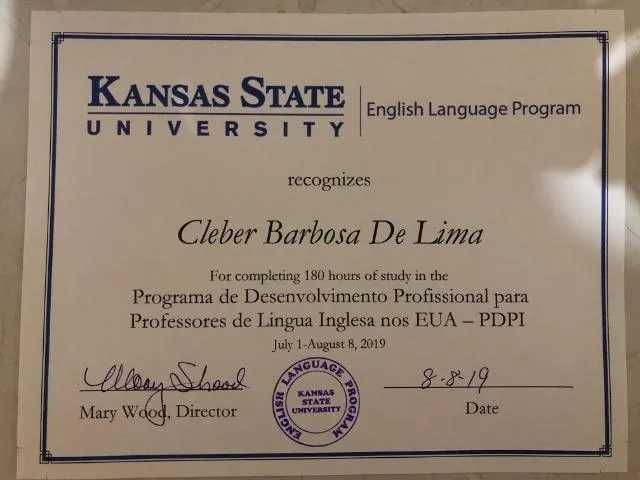 KANSAS STATE
UNIVERSITY
English Language Program
recognizes
Cleber Barbosa De Lima
For completing 180 hours of study in the
Programa de Desenvolvimento Profissional para
Professores de Lingua Inglesa nos EUA – PDPI
July 1-August 8, 2019
8-8-19
Mary Wood, Director
Date
ENGLISH LANGUAGE PROGRAM
KANSAS
STATE
UNIVERSITY